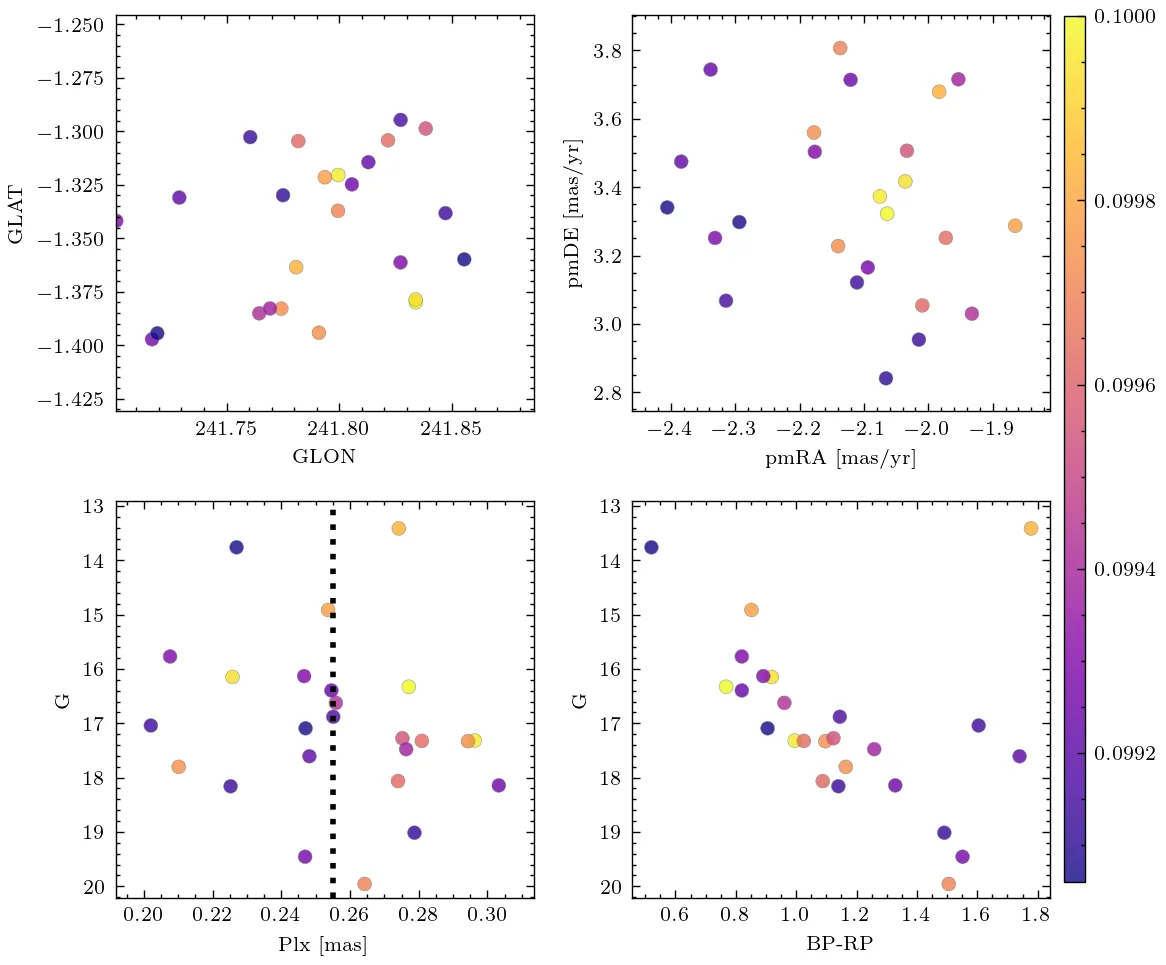 −1.250
−1.275
−1.300
−1.325
−1.350
−1.375
−1.400
−1.425
GLAT
241.75 241.80 241.85
GLON
3.8
3.6
3.4
3.2
3.0
2.8
pmDE [mas/yr]
−2.4 −2.3 −2.2 −2.1 −2.0 −1.9
pmRA [mas/yr]
0.1000
0.0998
0.0996
0.0994
0.0992
13
14
15
16
17
18
19
20
G
0.20 0.22 0.24 0.26 0.28 0.30
Plx [mas]
13
14
15
16
17
18
19
20
G
0.6 0.8 1.0 1.2 1.4 1.6 1.8
BP-RP